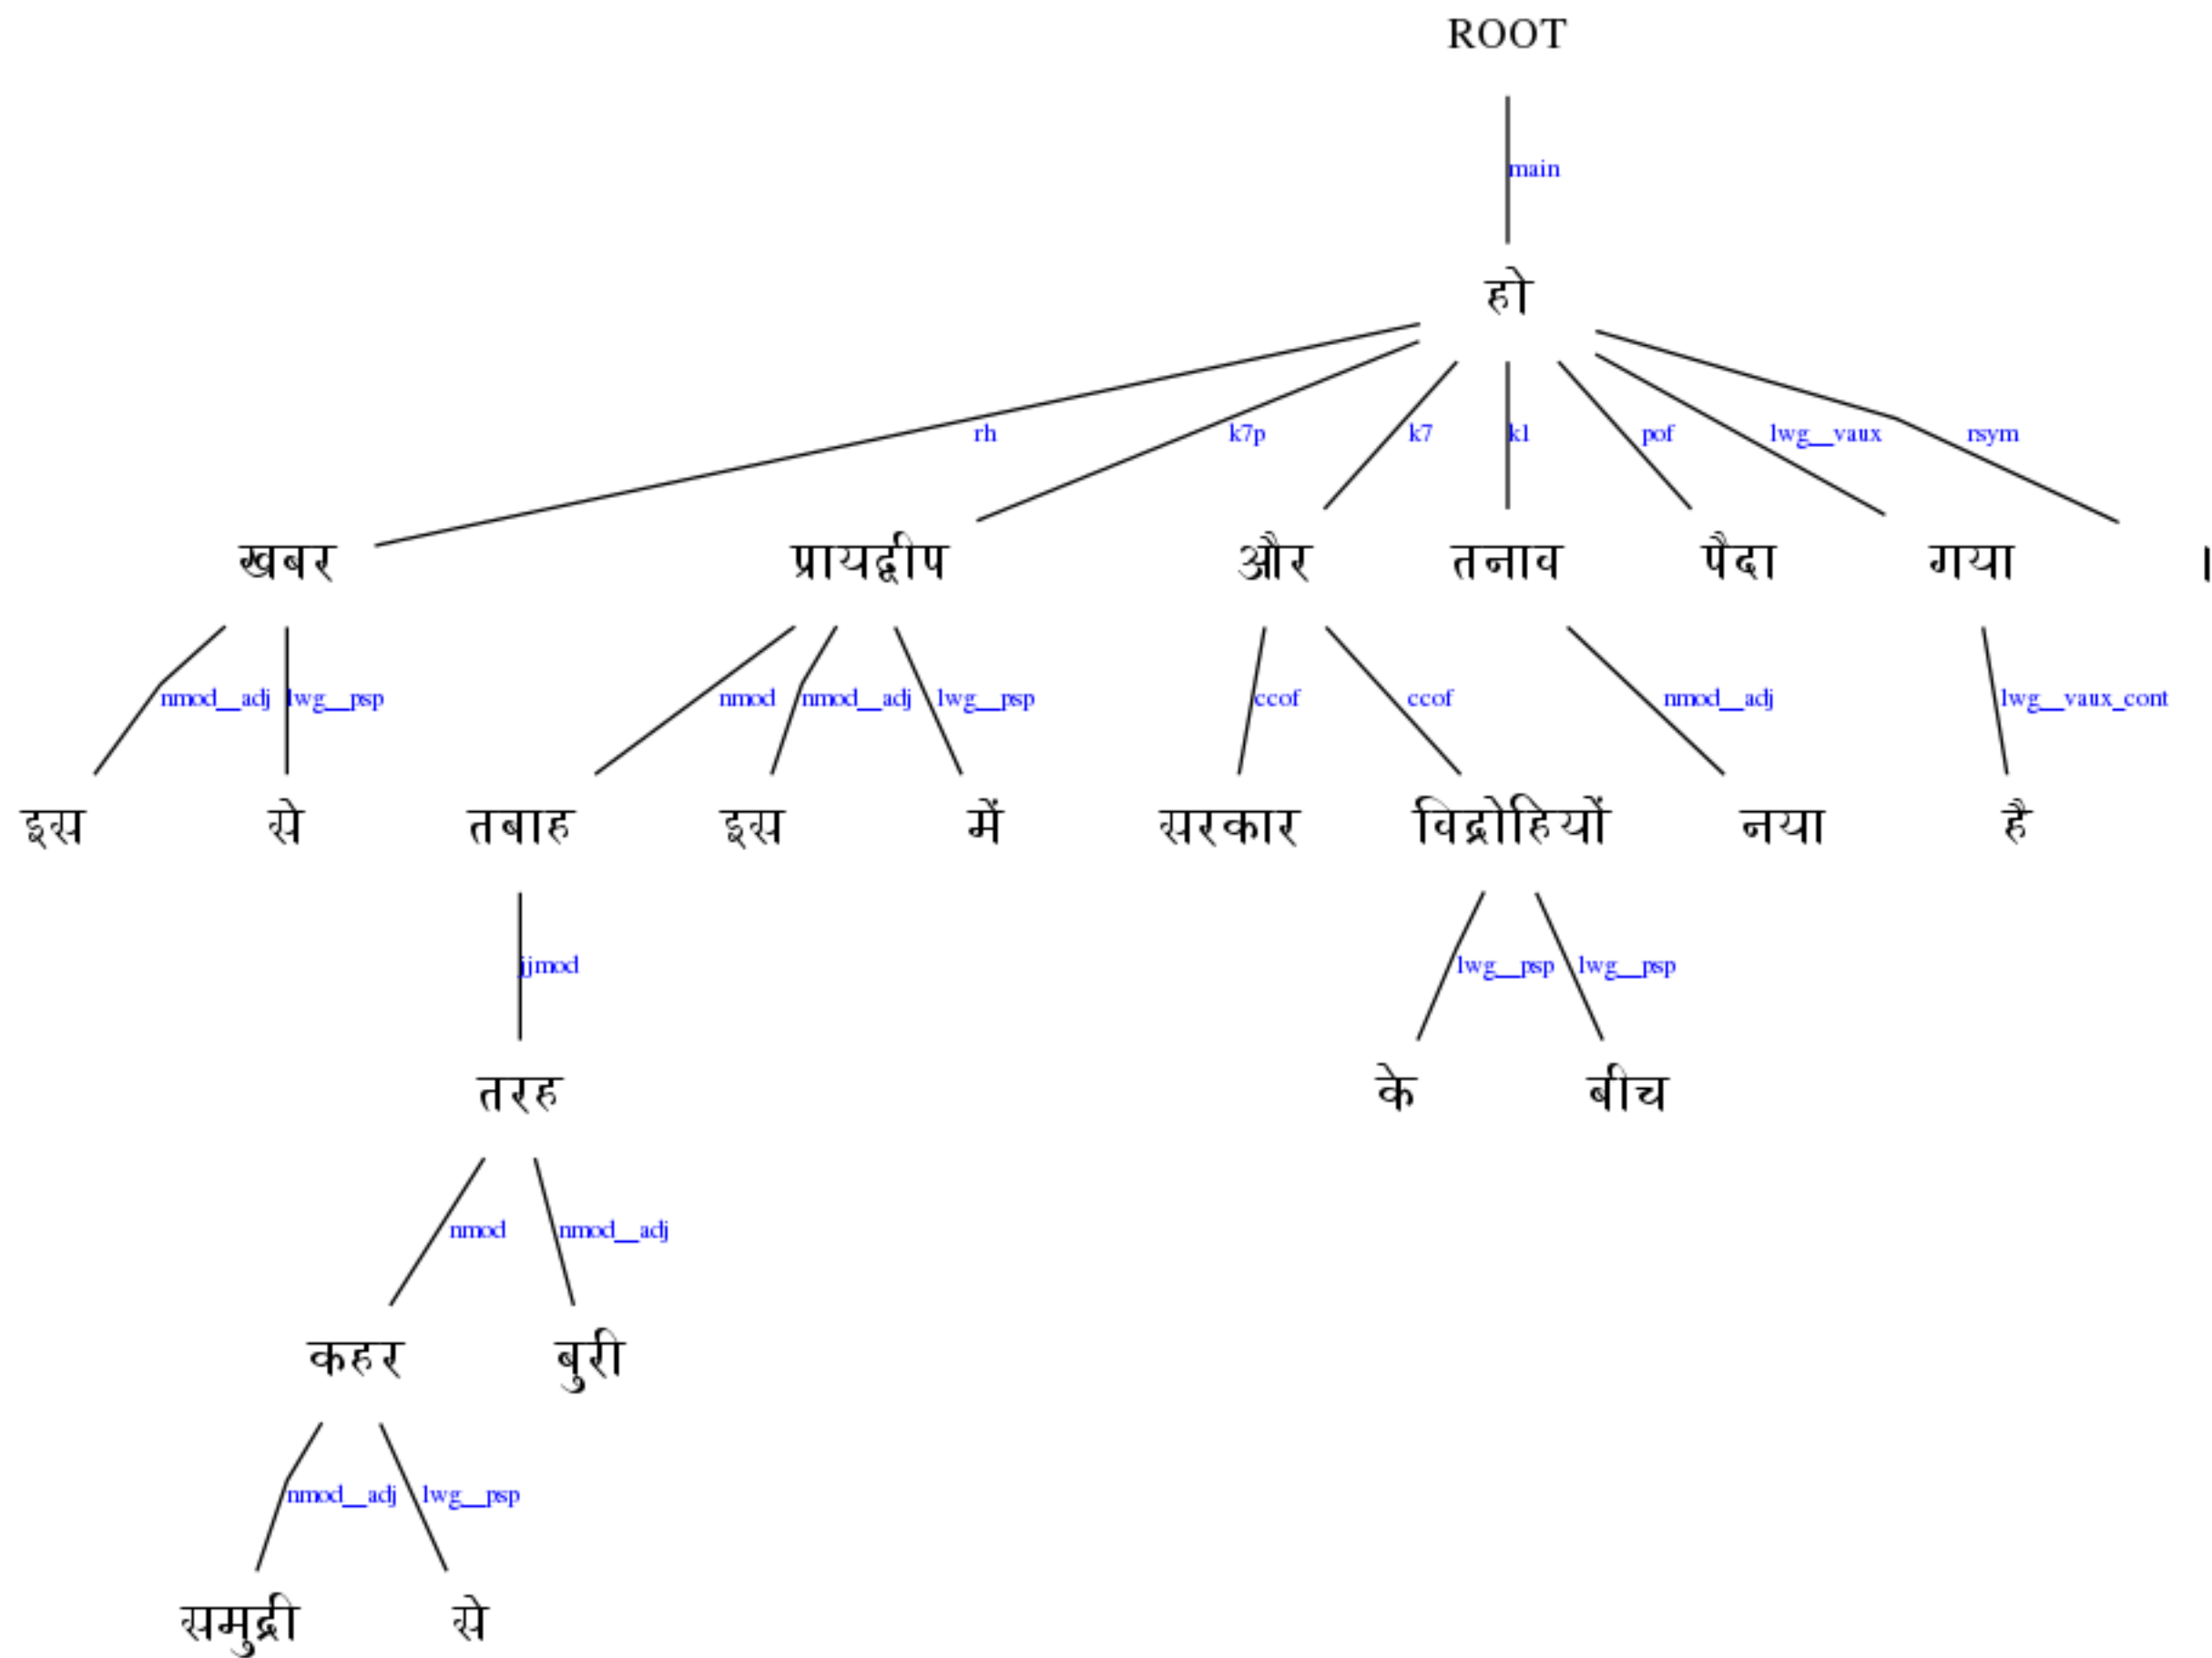 ROOT
main
हो
rh k7p k7 k1 pof lwg__vaux rsym
खबर प्रायद्वीप और तनाव पैदा गया ।
nmod__adj lwg__psp nmod nmod__adj lwg__psp ccof ccof nmod__adj lwg__vaux_cont
इस से तबाह इस में सरकार विद्रोहियों नया है
jjmod lwg__psp lwg__psp
तरह के बीच
nmod nmod__adj
कहर बुरी
nmod__adj lwg__psp
समुद्री से